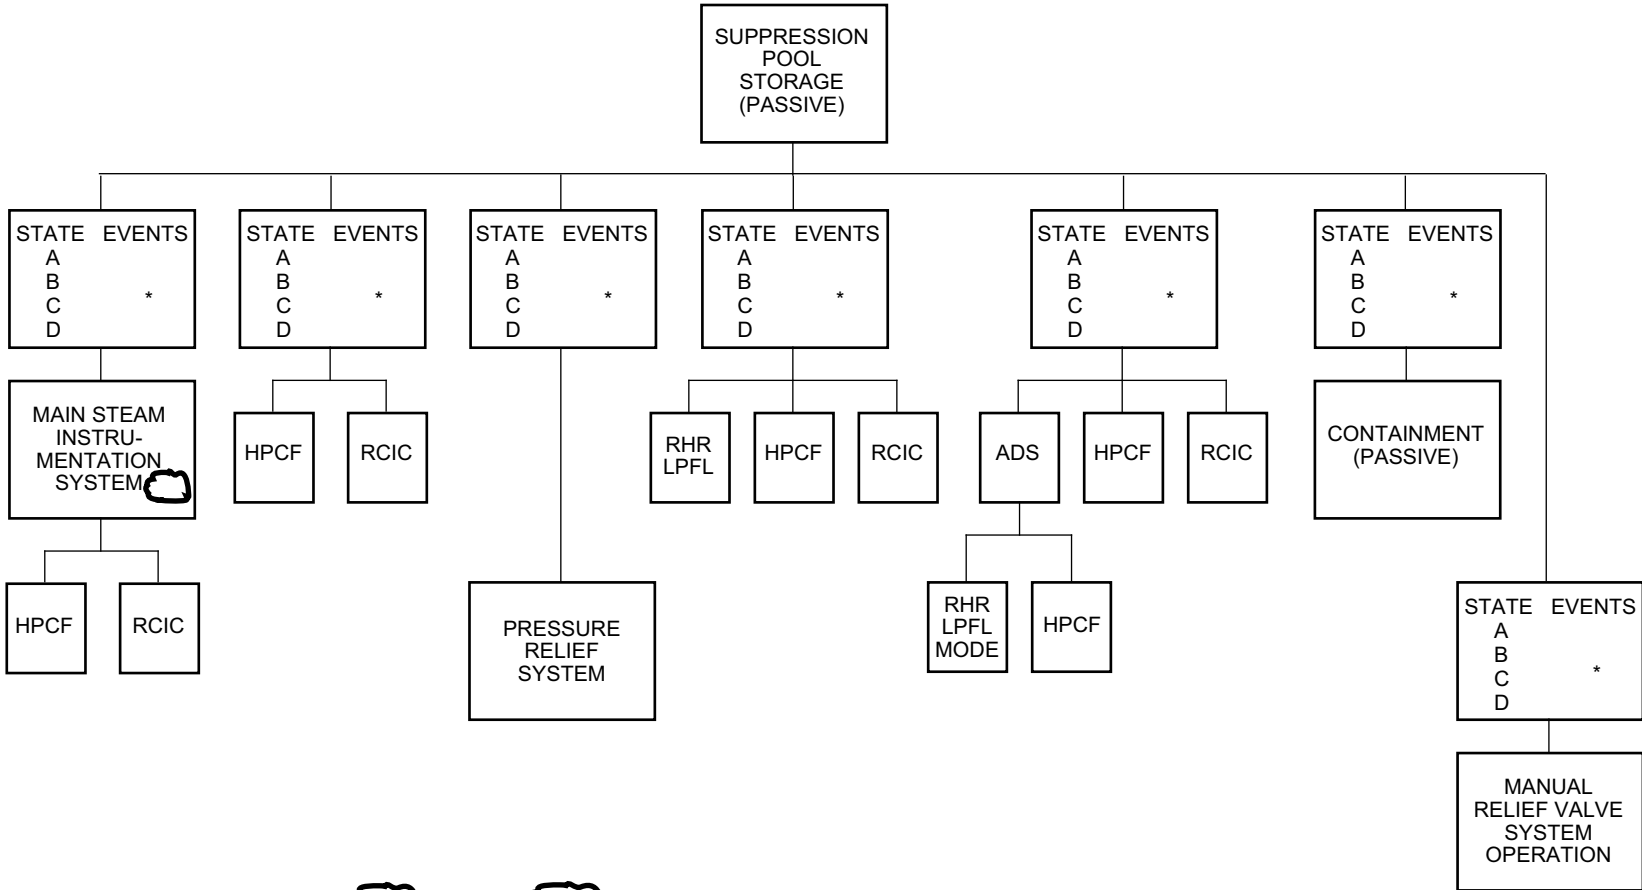 SUPPRESSION
POOL
STORAGE
(PASSIVE)
STATE EVENTS
A
B
C *
D
STATE EVENTS
A
B
C *
D
STATE EVENTS
A
B
C *
D
STATE EVENTS
A
B
C *
D
STATE EVENTS
A
B
C *
D
STATE EVENTS
A
B
C *
D
MAIN STEAM
INSTRU-
MENTATION
SYSTEM
HPCF
RCIC
RHR
LPFL
HPCF
RCIC
ADS
HPCF
RCIC
CONTAINMENT
(PASSIVE)
HPCF
RCIC
PRESSURE
RELIEF
SYSTEM
RHR
LPFL
MODE
HPCF
STATE EVENTS
A
B
C *
D
MANUAL
RELIEF VALVE
SYSTEM
OPERATION